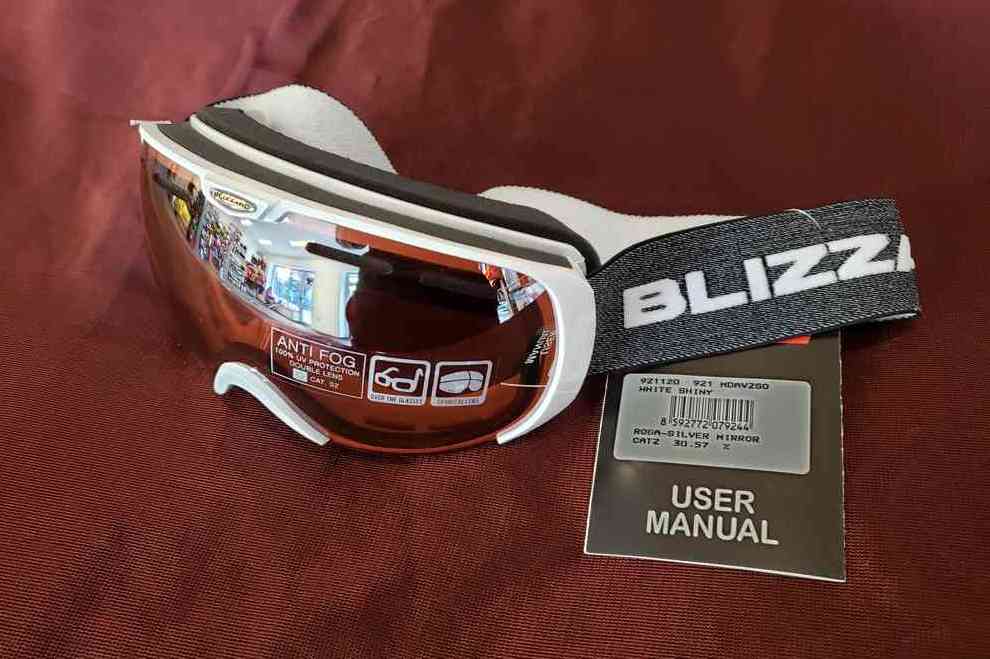 BLIZZARD
ANTI FOG
100% UV PROTECTION
DOUBLE LENS
CAT. S2
OVER THE GLASSES
BLIZZA
921120 921 MDAVZSO
WHITE SHINY
8 592772 079244
ROSA-SILVER MIRROR
CAT2 30.57 %
USER
MANUAL